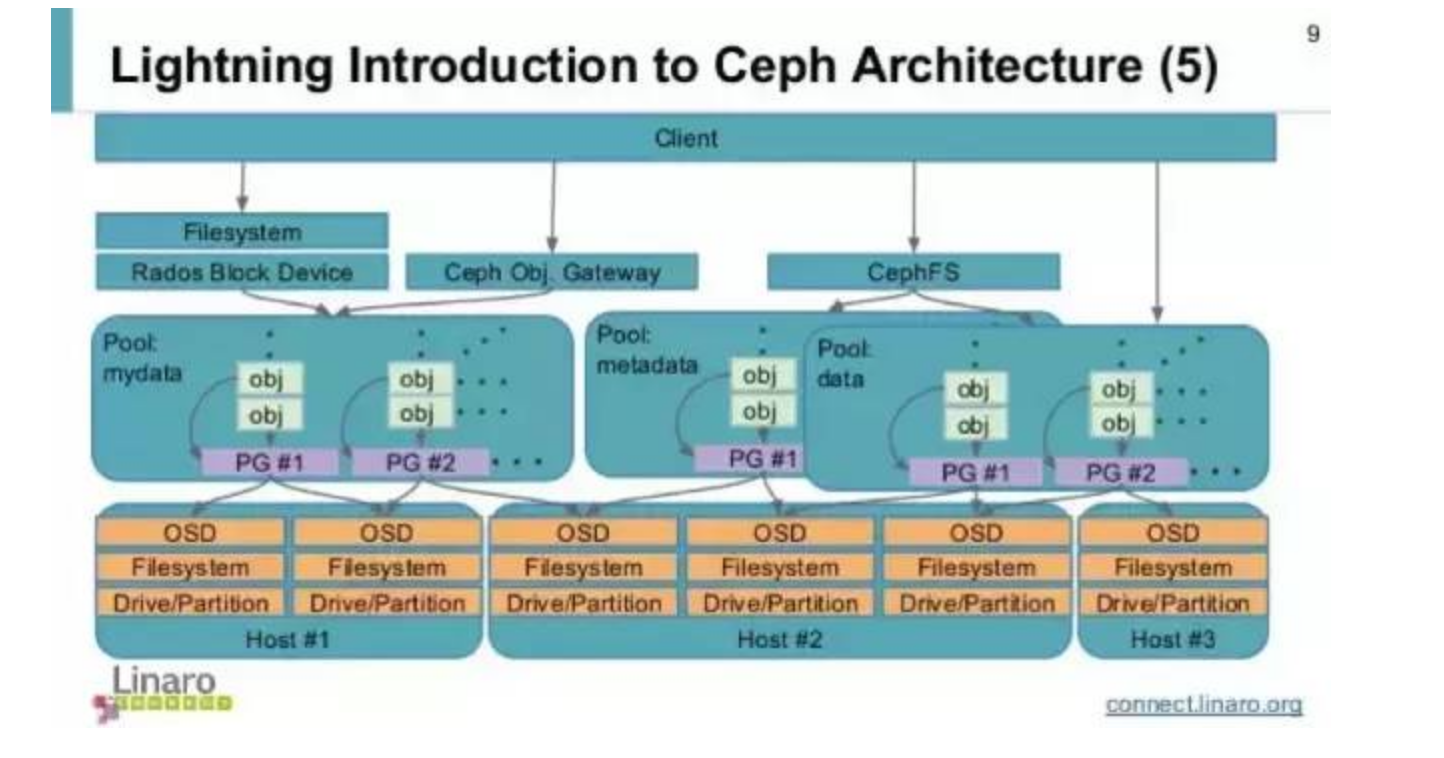 9
Lightning Introduction to Ceph Architecture (5)
Client
Filesystem
Rados Block Device
Ceph Obj. Gateway
CephFS
Pool:
mydata
obj
obj
PG #1
obj
obj
PG #2
Pool:
metadata
obj
obj
PG #1
Pool:
data
obj
obj
PG #1
obj
obj
PG #2
OSD
Filesystem
Drive/Partition
OSD
Filesystem
Drive/Partition
Host #1
OSD
Filesystem
Drive/Partition
OSD
Filesystem
Drive/Partition
OSD
Filesystem
Drive/Partition
Host #2
OSD
Filesystem
Drive/Partition
Host #3
Linaro
connect.linaro.org